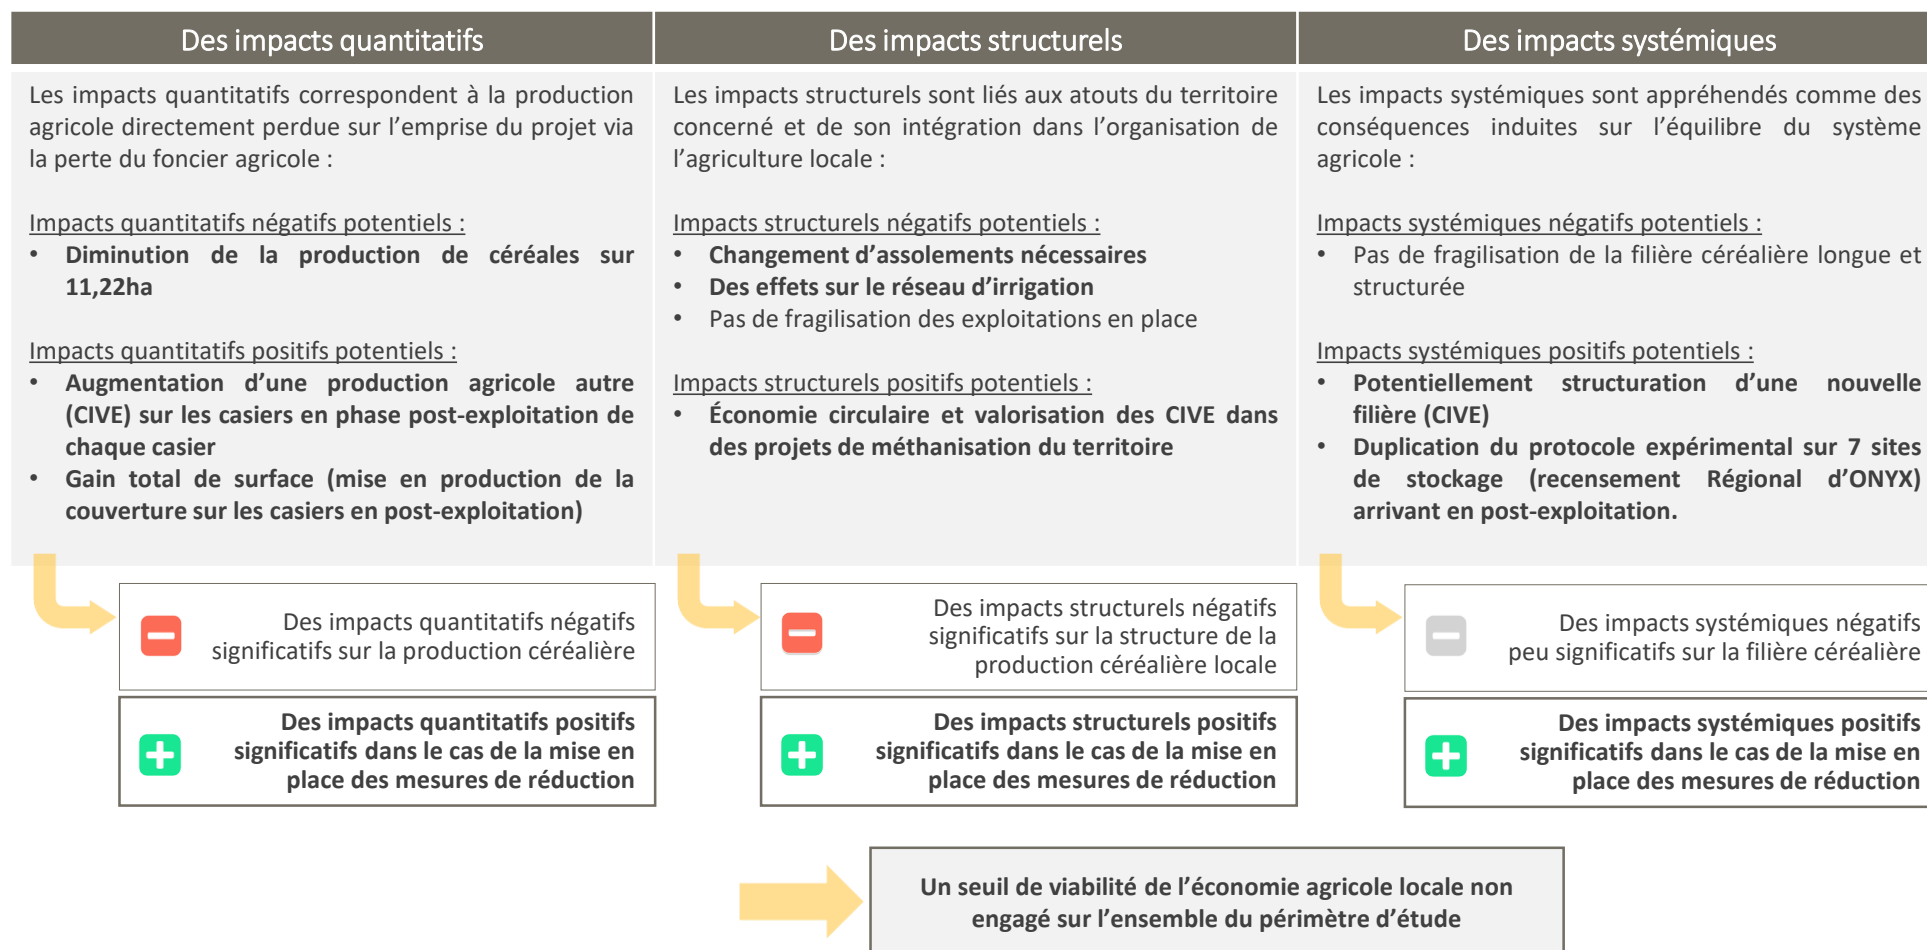 Des impacts quantitatifs
Les impacts quantitatifs correspondent à la production
agricole directement perdue sur l’emprise du projet via
la perte du foncier agricole :
Impacts quantitatifs négatifs potentiels :
• Diminution de la production de céréales sur
11,22ha
Impacts quantitatifs positifs potentiels :
• Augmentation d’une production agricole autre
(CIVE) sur les casiers en phase post-exploitation de
chaque casier
• Gain total de surface (mise en production de la
couverture sur les casiers en post-exploitation)
Des impacts quantitatifs négatifs
significatifs sur la production céréalière
Des impacts quantitatifs positifs
significatifs dans le cas de la mise en
place des mesures de réduction
Des impacts structurels
Les impacts structurels sont liés aux atouts du territoire
concerné et de son intégration dans l’organisation de
l’agriculture locale :
Impacts structurels négatifs potentiels :
• Changement d’assolements nécessaires
• Des effets sur le réseau d’irrigation
• Pas de fragilisation des exploitations en place
Impacts structurels positifs potentiels :
• Économie circulaire et valorisation des CIVE dans
des projets de méthanisation du territoire
Des impacts structurels négatifs
significatifs sur la structure de la
production céréalière locale
Des impacts structurels positifs
significatifs dans le cas de la mise en
place des mesures de réduction
Des impacts systémiques
Les impacts systémiques sont appréhendés comme des
conséquences induites sur l’équilibre du système
agricole :
Impacts systémiques négatifs potentiels :
• Pas de fragilisation de la filière céréalière longue et
structurée
Impacts systémiques positifs potentiels :
• Potentiellement structuration d’une nouvelle
filière (CIVE)
• Duplication du protocole expérimental sur 7 sites
de stockage (recensement Régional d’ONYX)
arrivant en post-exploitation.
Des impacts systémiques négatifs
peu significatifs sur la filière céréalière
Des impacts systémiques positifs
significatifs dans le cas de la mise en
place des mesures de réduction
Un seuil de viabilité de l’économie agricole locale non
engagé sur l’ensemble du périmètre d’étude